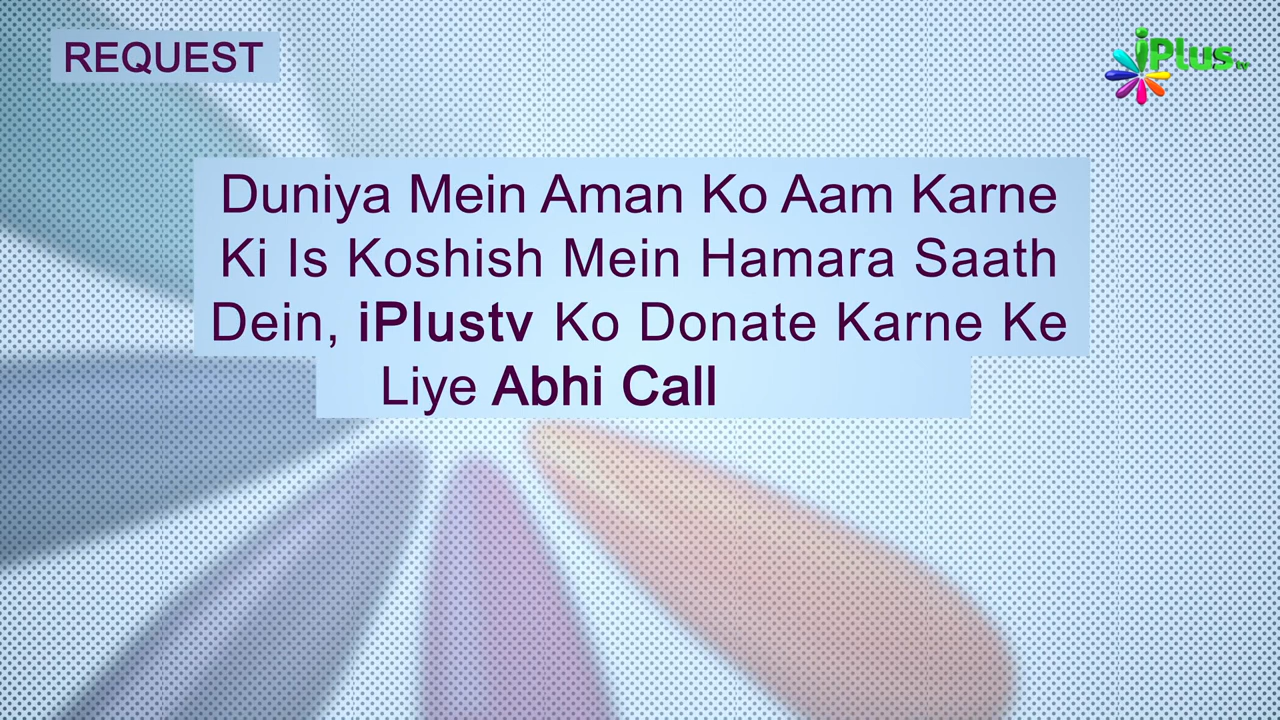 REQUEST
iPlus tv
Duniya Mein Aman Ko Aam Karne
Ki Is Koshish Mein Hamara Saath
Dein, iPlustv Ko Donate Karne Ke
Liye Abhi Call